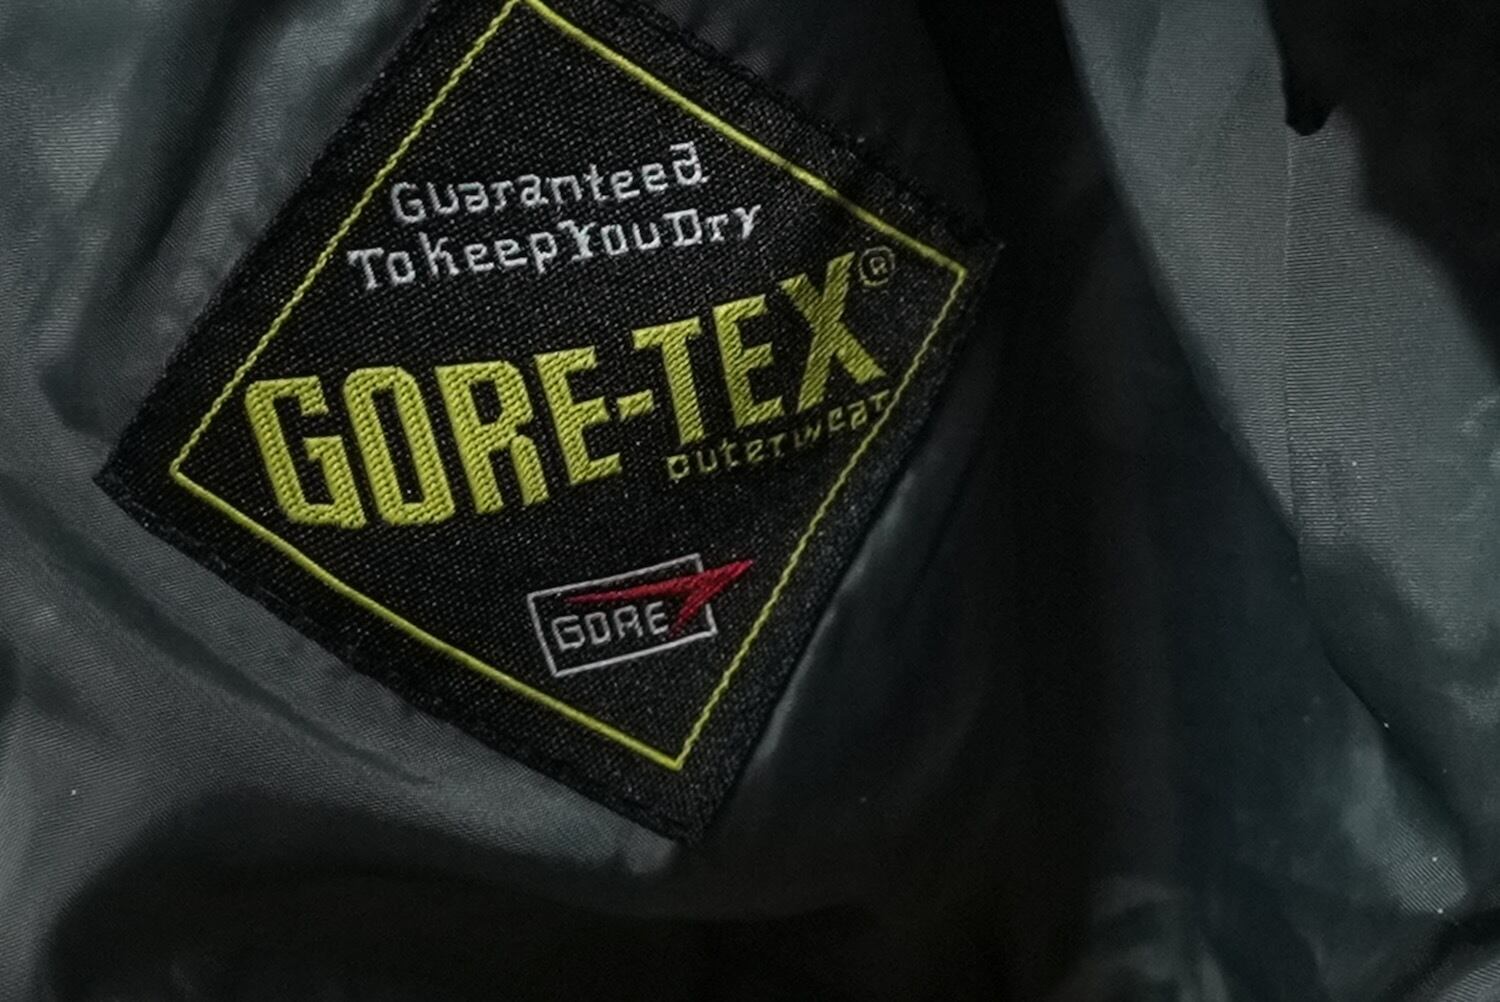 Guaranteed
To Keep You Dry
GORE-TEX®
outerwear
GORE